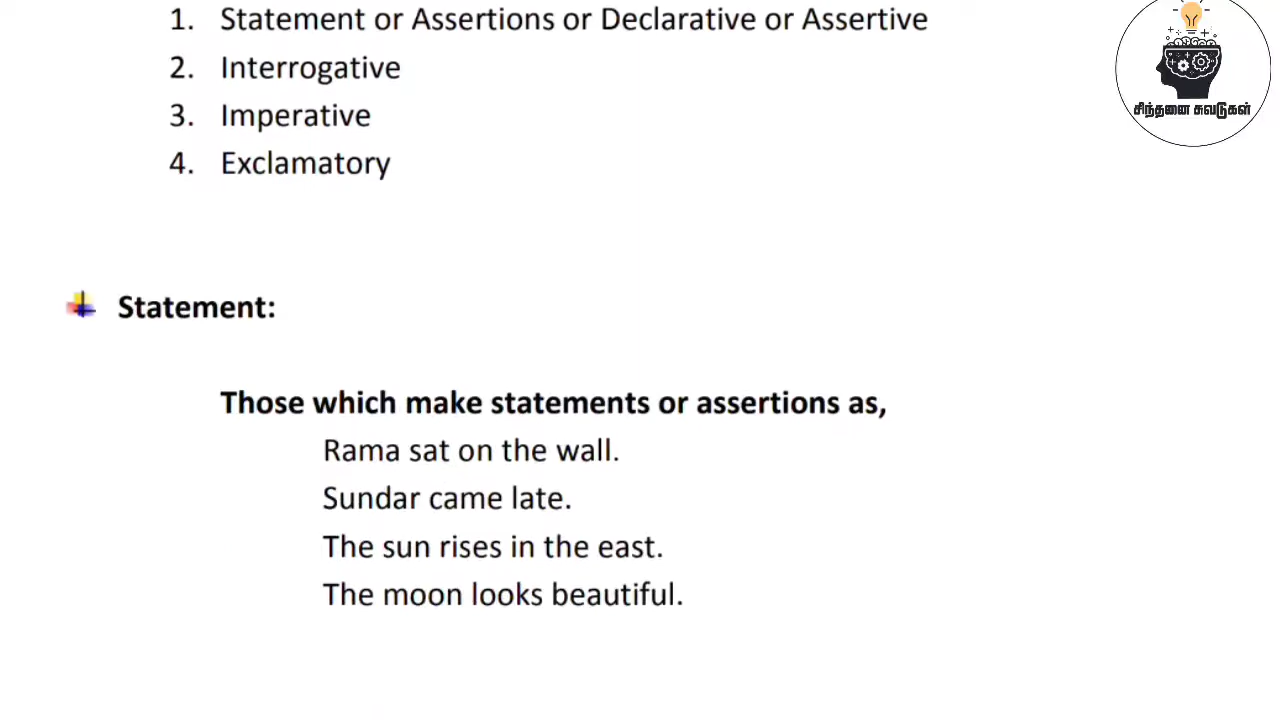 1. Statement or Assertions or Declarative or Assertive
2. Interrogative
3. Imperative
4. Exclamatory
சிந்தனை சுவடுகள்
Statement:
Those which make statements or assertions as,
Rama sat on the wall.
Sundar came late.
The sun rises in the east.
The moon looks beautiful.